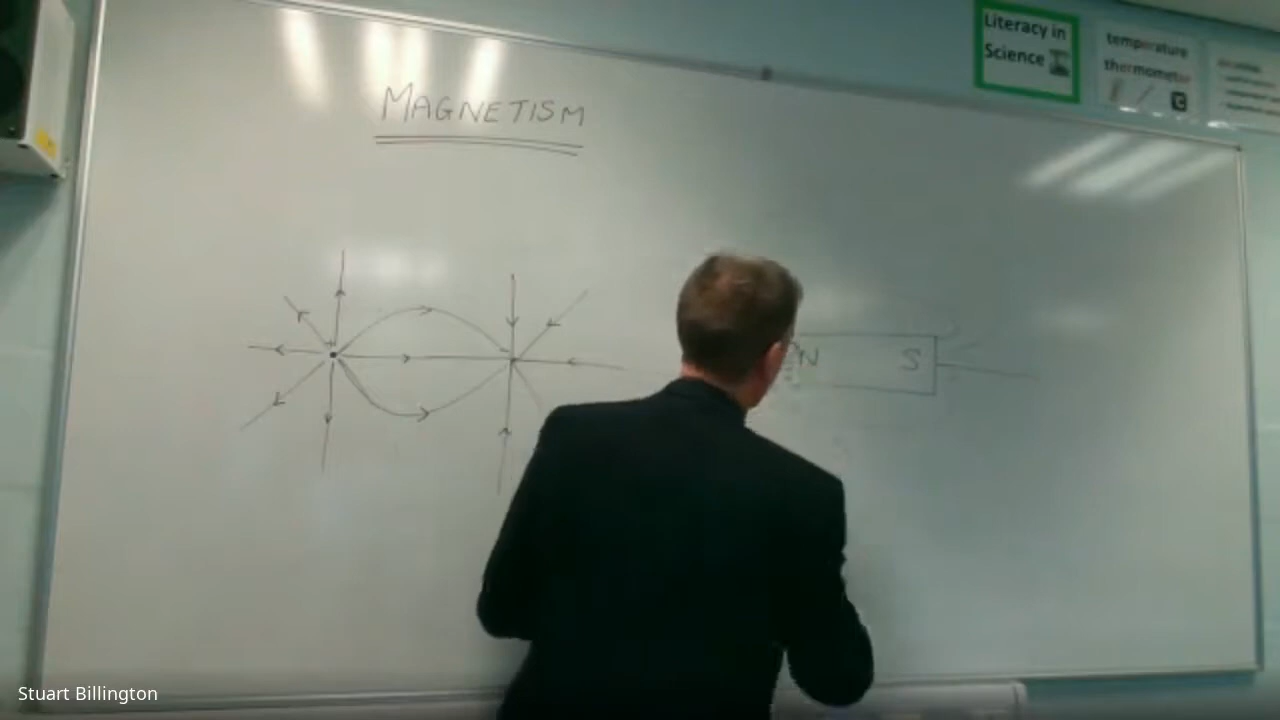 Literacy in
Science
temperature
thermometer
MAGNETISM
N S
Stuart Billington